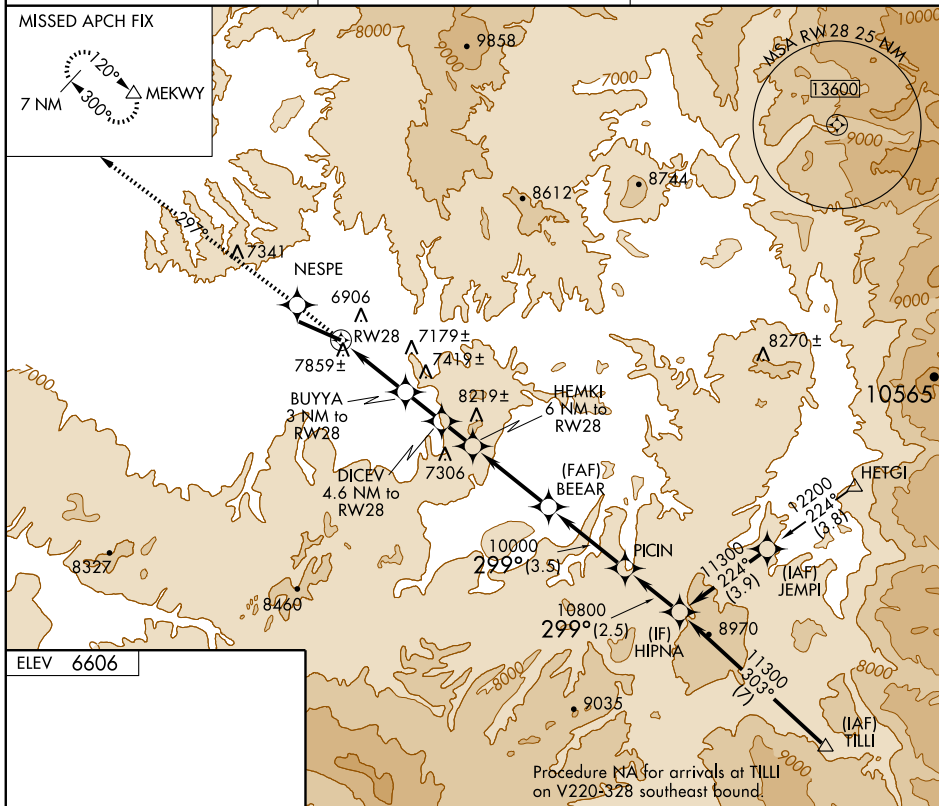 MISSED APCH FIX
120°
MEKWY
7 NM
300°
8000
9000
9858
7000
10000
MSA RW28 25 NM
13600
9000
8744
8612
297°
7341
NESPE
6906
RW28
7859±
7179±
7419±
8270±
9000
10565
7000
BUYYA
3 NM to
RW28
8219±
HEMKI
6 NM to
RW28
DICEV
4.6 NM to
RW28
7306
(FAF)
BEEAR
HETGI
12200
224°
(3.8)
10000
299° (3.5)
PICIN
11300
224°
(3.9)
(IAF)
JEMPI
8327
8460
10800
299° (2.5)
(IF)
HIPNA
8970
11300
303°
(7)
8000
ELEV 6606
9035
(IAF)
TILLI
9000
8000
7000
Procedure NA for arrivals at TILLI
on V220-328 southeast bound.